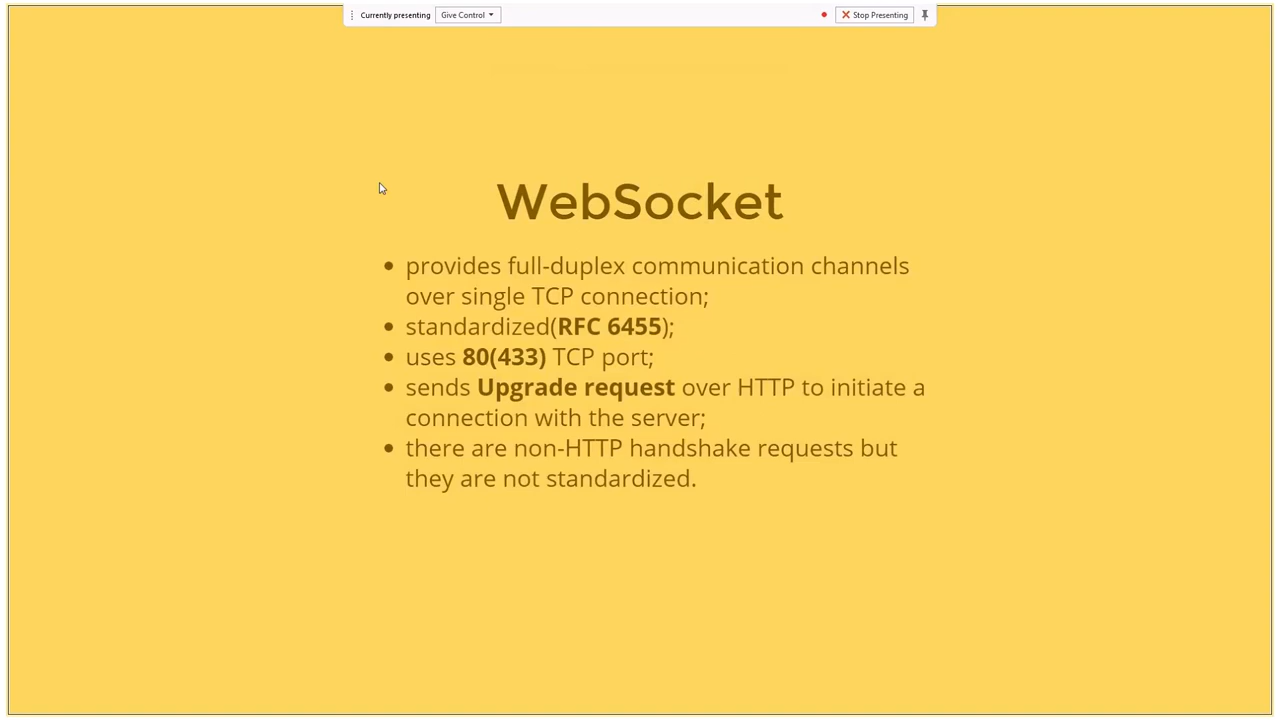 Currently presenting Give Control Stop Presenting
WebSocket
• provides full-duplex communication channels
over single TCP connection;
• standardized(RFC 6455);
• uses 80(433) TCP port;
• sends Upgrade request over HTTP to initiate a
connection with the server;
• there are non-HTTP handshake requests but
they are not standardized.